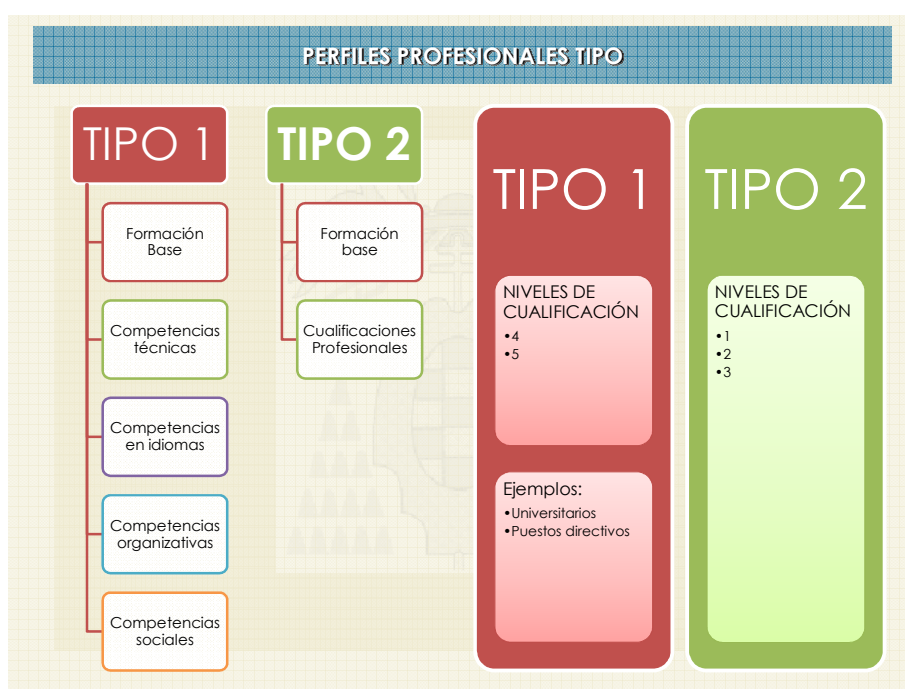 PERFILES PROFESIONALES TIPO
TIPO 1
Formación
Base
Competencias
técnicas
Competencias
en idiomas
Competencias
organizativas
Competencias
sociales
TIPO 2
Formación
base
Cualificaciones
Profesionales
TIPO 1
NIVELES DE
CUALIFICACIÓN
•4
•5
Ejemplos:
•Universitarios
•Puestos directivos
TIPO 2
NIVELES DE
CUALIFICACIÓN
•1
•2
•3